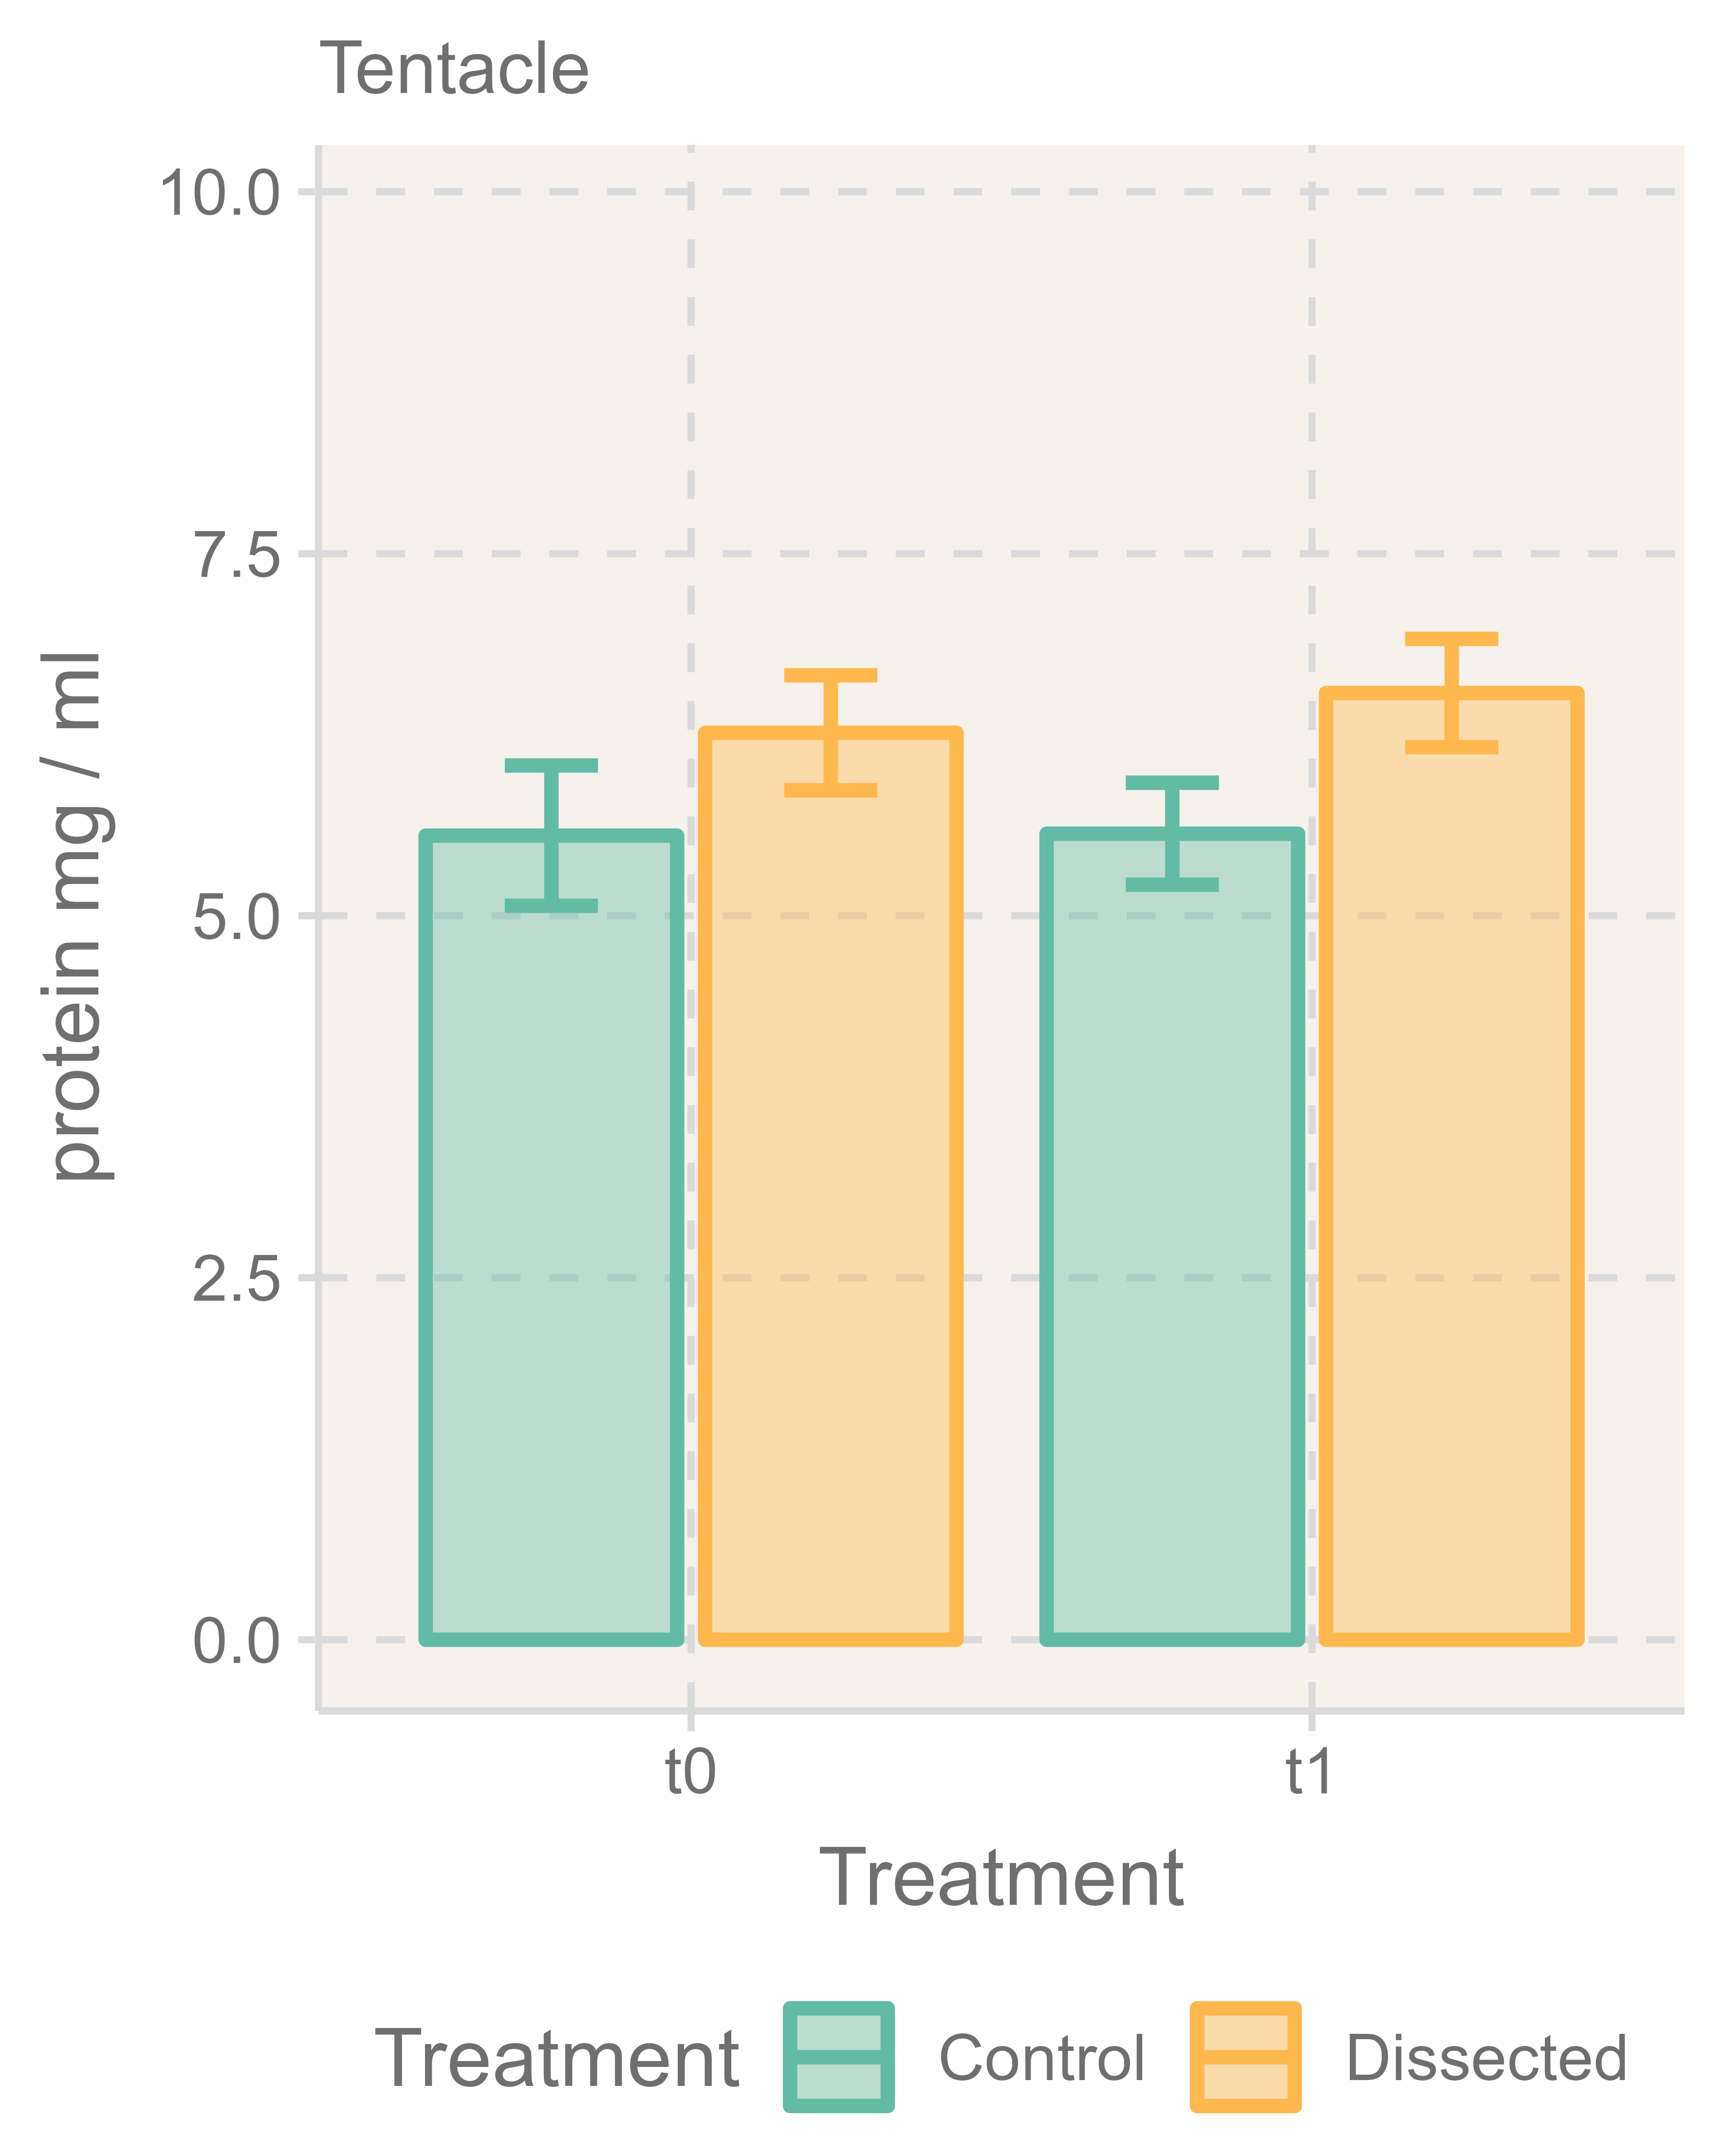 Tentacle
10.0
7.5
5.0
2.5
0.0
protein mg / ml
t0 t1
Treatment
Treatment Control Dissected